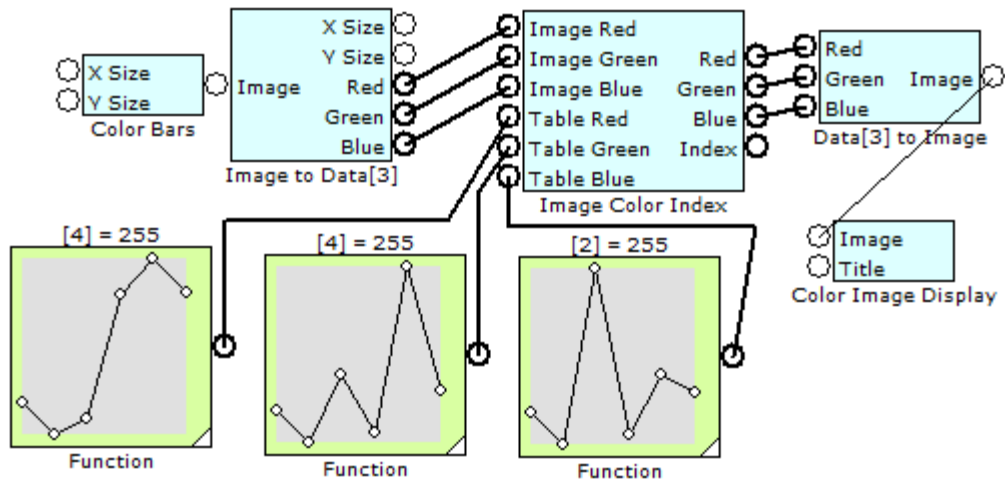 X Size
Y Size
Color Bars
Image
X Size
Y Size
Red
Green
Blue
Image to Data[3]
Image Red
Image Green
Image Blue
Table Red
Table Green
Table Blue
Red
Green
Blue
Index
Image Color Index
Red
Green
Blue
Image
Data[3] to Image
Image
Title
Color Image Display
[4] = 255
Function
[4] = 255
Function
[2] = 255
Function